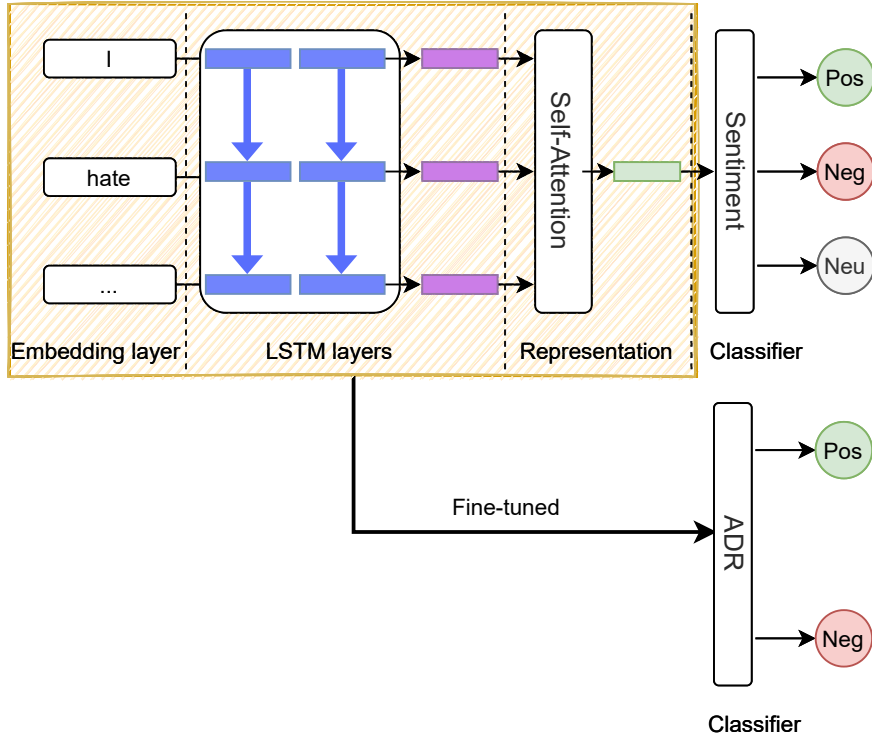 I
hate
...
Self-Attention
Sentiment
Pos
Neg
Neu
Embedding layer
LSTM layers
Representation
Classifier
Fine-tuned
ADR
Pos
Neg
Classifier